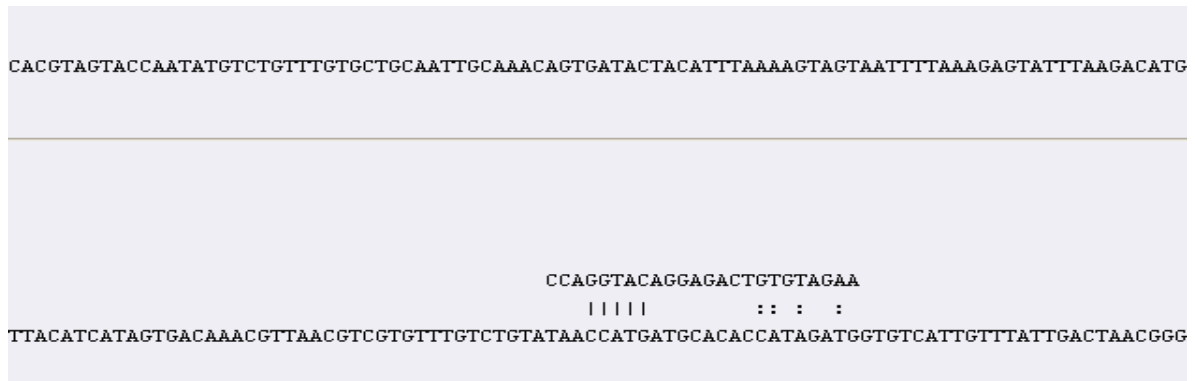 CACGTAGTACCAATATGTCTGTTTGTGCTGCAATTGCAAACAGTGATACTACATTTAAAAGTAGTAATTTTAAAGAGTATTTAAGACATG
CCAGGTACAGGAGACTGTGTAGAA
||||| :: : :
TTACATCATAGTGACAAACGTTAACGTCGTGTTTGTCTGTATAACCATGATGCACACCATAGATGGTGTCATTGTTTATTGACTAACGGG